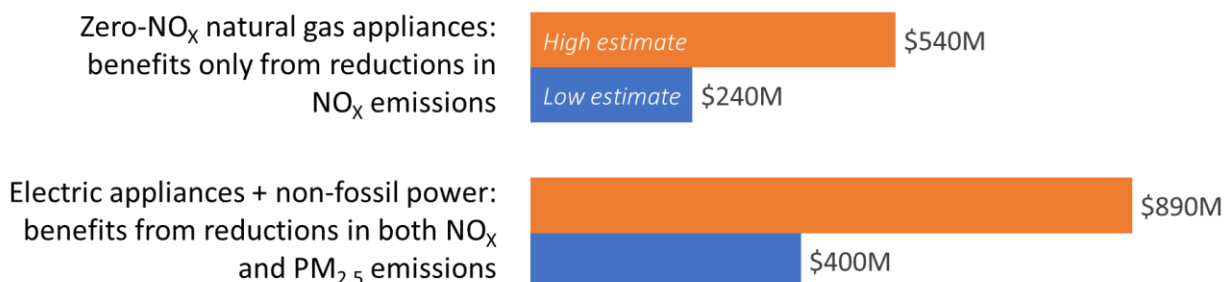 Zero-NOₓ natural gas appliances:
benefits only from reductions in
NOₓ emissions
High estimate
$540M
Low estimate
$240M
Electric appliances + non-fossil power:
benefits from reductions in both NOₓ
and PM₂.₅ emissions
$890M
$400M